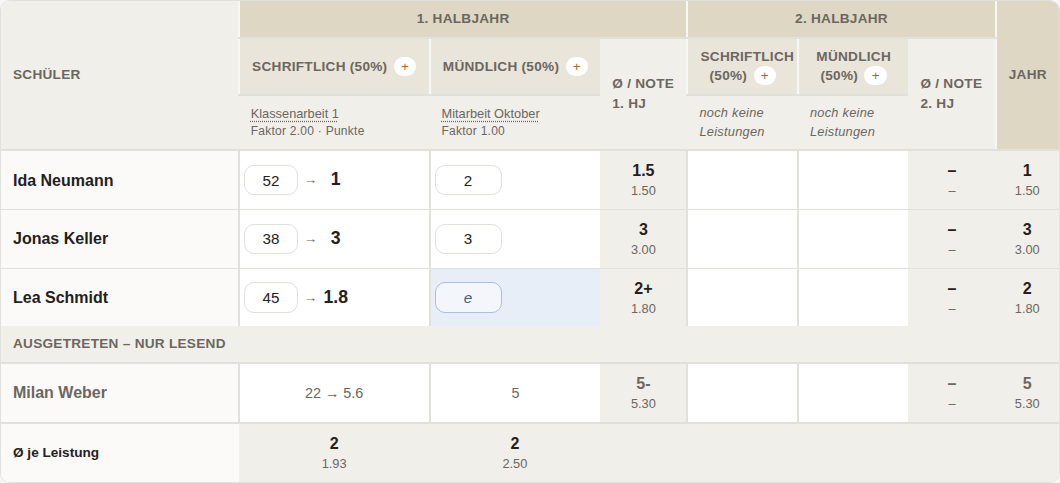 1. HALBJAHR 2. HALBJAHR
SCHÜLER SCHRIFTLICH (50%) + MÜNDLICH (50%) + Ø / NOTE 1. HJ SCHRIFTLICH (50%) + MÜNDLICH (50%) + Ø / NOTE 2. HJ JAHR
Klassenarbeit 1 Mitarbeit Oktober noch keine noch keine
Faktor 2.00 · Punkte Faktor 1.00 Leistungen Leistungen
Ida Neumann 52 → 1 2 1.5 – 1
1.50 – 1.50
Jonas Keller 38 → 3 3 3 – 3
3.00 – 3.00
Lea Schmidt 45 → 1.8 e 2+ – 2
1.80 – 1.80
AUSGETRETEN – NUR LESEND
Milan Weber 22 → 5.6 5 5- – 5
5.30 – 5.30
Ø je Leistung 2 2
1.93 2.50